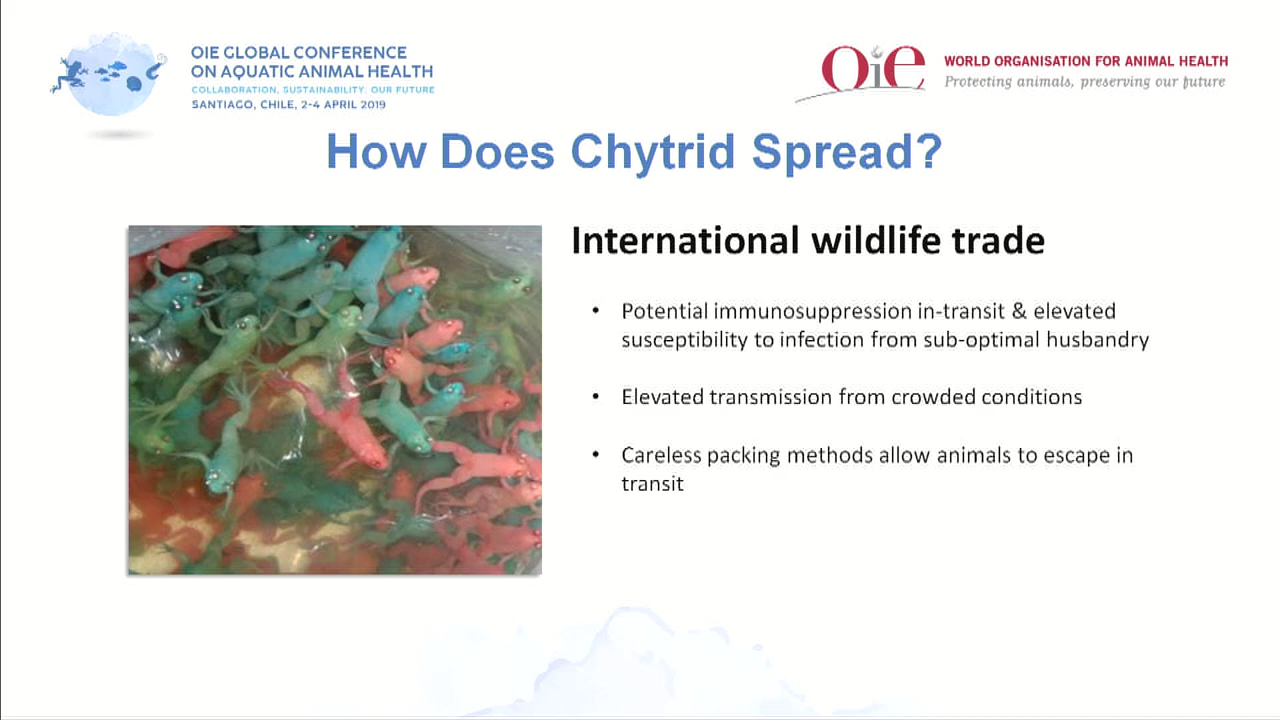 OIE GLOBAL CONFERENCE
ON AQUATIC ANIMAL HEALTH
COLLABORATION, SUSTAINABILITY: OUR FUTURE
SANTIAGO, CHILE, 2-4 APRIL 2019
Oie
WORLD ORGANISATION FOR ANIMAL HEALTH
Protecting animals, preserving our future
How Does Chytrid Spread?
International wildlife trade
• Potential immunosuppression in-transit & elevated
susceptibility to infection from sub-optimal husbandry
• Elevated transmission from crowded conditions
• Careless packing methods allow animals to escape in
transit